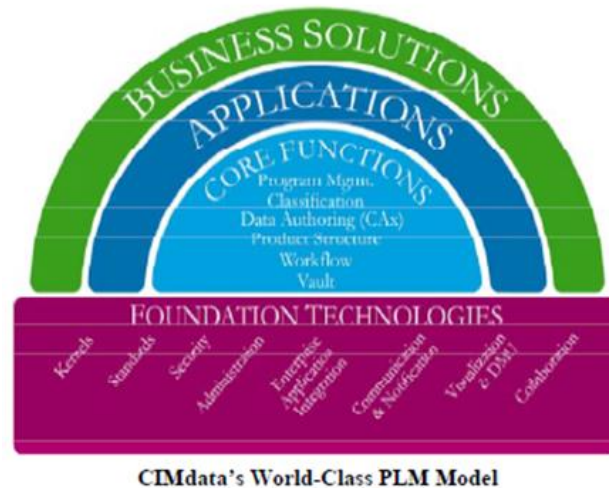 BUSINESS SOLUTIONS
APPLICATIONS
CORE FUNCTIONS
Program Mgmt.
Classification
Data Authoring (CAx)
Product Structure
Workflow
Vault
FOUNDATION TECHNOLOGIES
Kernels
Standards
Security
Administration
Enterprise
Application
Integration
Communication
& Notification
Visualization
& DMU
Collaboration
CIMdata's World-Class PLM Model